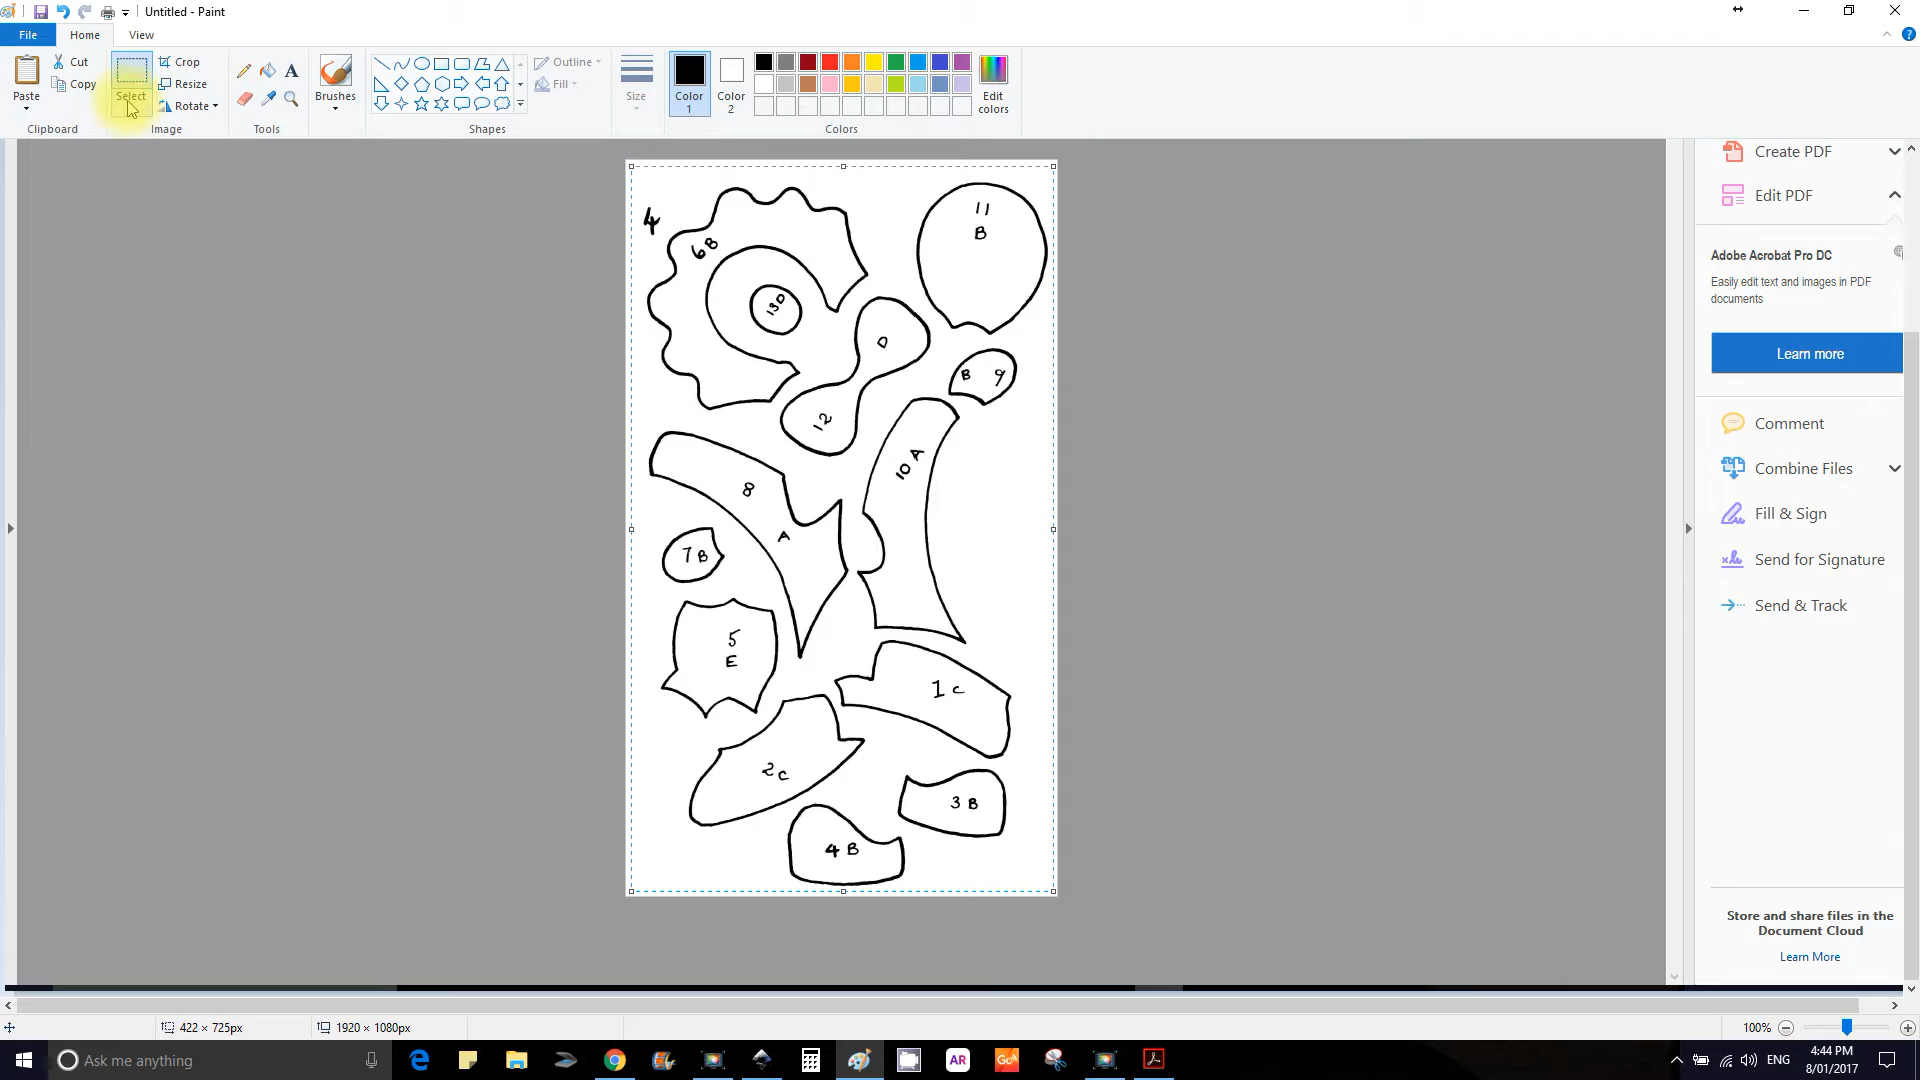 Untitled - Paint
File
Home
View
Paste
Cut
Copy
Clipboard
Select
Crop
Resize
Rotate
Image
Tools
Brushes
Shapes
Outline
Fill
Size
Color 1
Color 2
Edit colors
Colors
4
6 B
13 D
11
B
D
12
B 9
10 A
8
A
7 B
5
E
1 c
2 c
3 B
4 B
Create PDF
Edit PDF
Adobe Acrobat Pro DC
Easily edit text and images in PDF
documents
Learn more
Comment
Combine Files
Fill & Sign
Send for Signature
Send & Track
Store and share files in the
Document Cloud
Learn More
422 × 725px
1920 × 1080px
100%
Ask me anything
AR
ENG
4:44 PM
8/01/2017